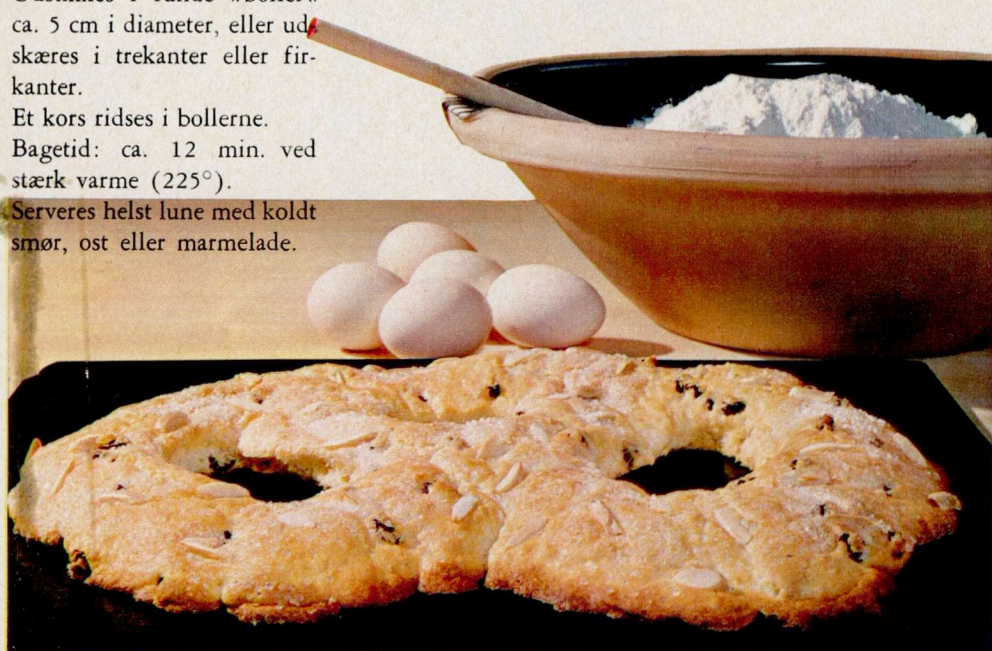 ca. 5 cm i diameter, eller ud-
skæres i trekanter eller fir-
kanter.
Et kors ridses i bollerne.
Bagetid: ca. 12 min. ved
stærk varme (225°).
Serveres helst lune med koldt
smør, ost eller marmelade.